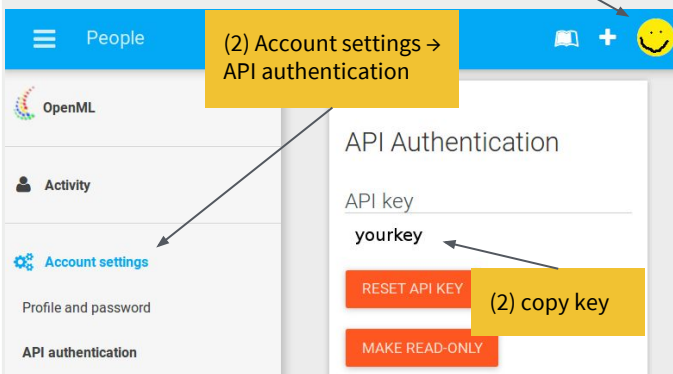 People
(2) Account settings →
API authentication
OpenML
Activity
Account settings
Profile and password
API authentication
API Authentication
API key
yourkey
RESET API KEY
(2) copy key
MAKE READ-ONLY